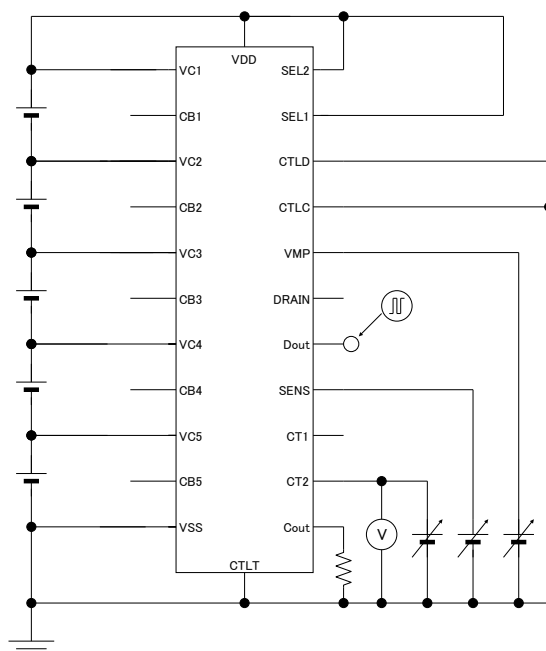 VDD
VC1 SEL2
CB1 SEL1
VC2 CTLD
CB2 CTLC
VC3 VMP
CB3 DRAIN
VC4 Dout
CB4 SENS
VC5 CT1
CB5 CT2
VSS Cout
V
CTLT